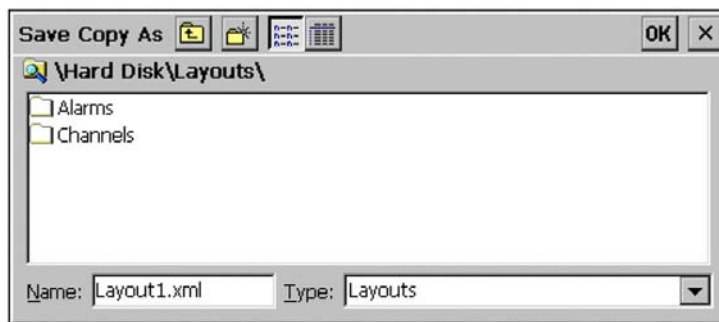 Save Copy As OK
\Hard Disk\Layouts\
Alarms
Channels
Name: Layout1.xml Type: Layouts